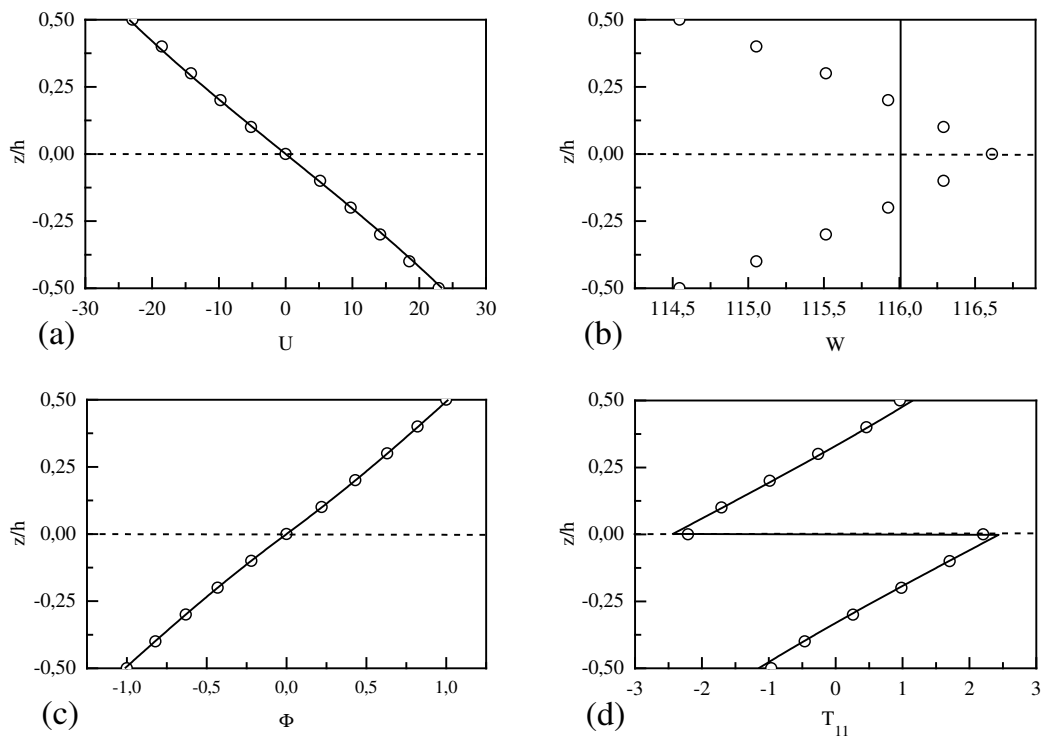 0,50
0,25
0,00
-0,25
-0,50
z/h
-30 -20 -10 0 10 20 30
(a)
U
0,50
0,25
0,00
-0,25
-0,50
z/h
114,5 115,0 115,5 116,0 116,5
(b)
W
0,50
0,25
0,00
-0,25
-0,50
z/h
-1,0 -0,5 0,0 0,5 1,0
(c)
Φ
0,50
0,25
0,00
-0,25
-0,50
z/h
-3 -2 -1 0 1 2 3
(d)
T11